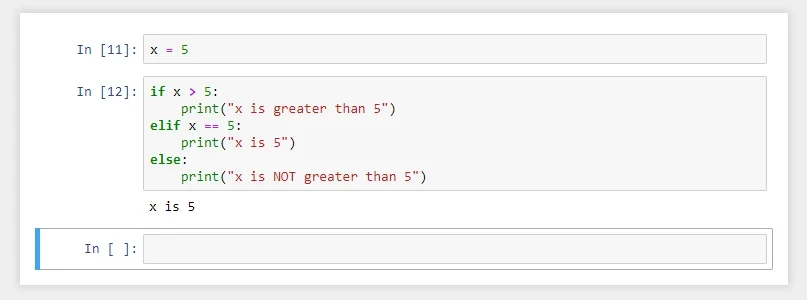 In [11]: x = 5
In [12]: if x > 5:
    print("x is greater than 5")
elif x == 5:
    print("x is 5")
else:
    print("x is NOT greater than 5")
x is 5
In [ ]: